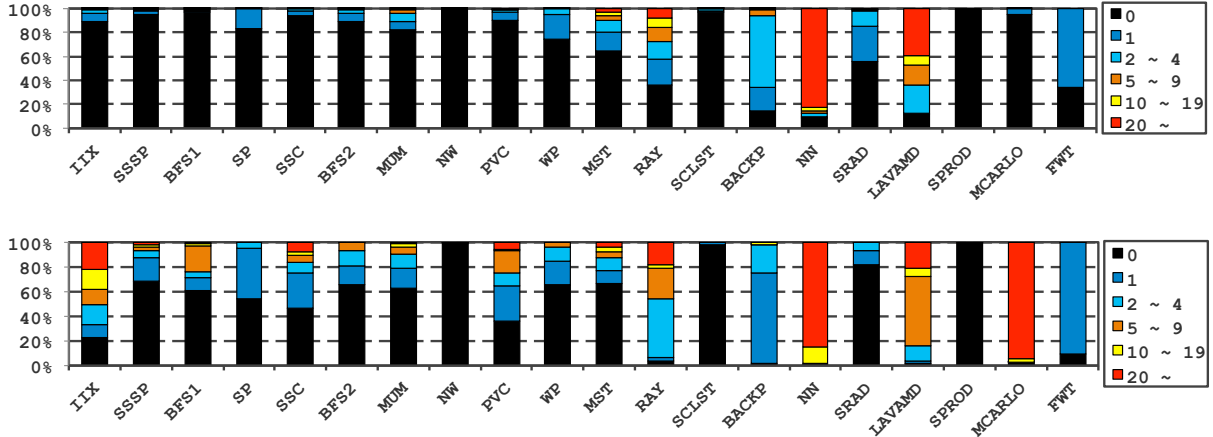 100%
80%
60%
40%
20%
0%
IIX
SSSP
BFS1
SP
SSC
BFS2
MUM
NW
PVC
WP
MST
RAY
SCLST
BACKP
NN
SRAD
LAVAMD
SPROD
MCARLO
FWT
0
1
2 ~ 4
5 ~ 9
10 ~ 19
20 ~
100%
80%
60%
40%
20%
0%
IIX
SSSP
BFS1
SP
SSC
BFS2
MUM
NW
PVC
WP
MST
RAY
SCLST
BACKP
NN
SRAD
LAVAMD
SPROD
MCARLO
FWT
0
1
2 ~ 4
5 ~ 9
10 ~ 19
20 ~